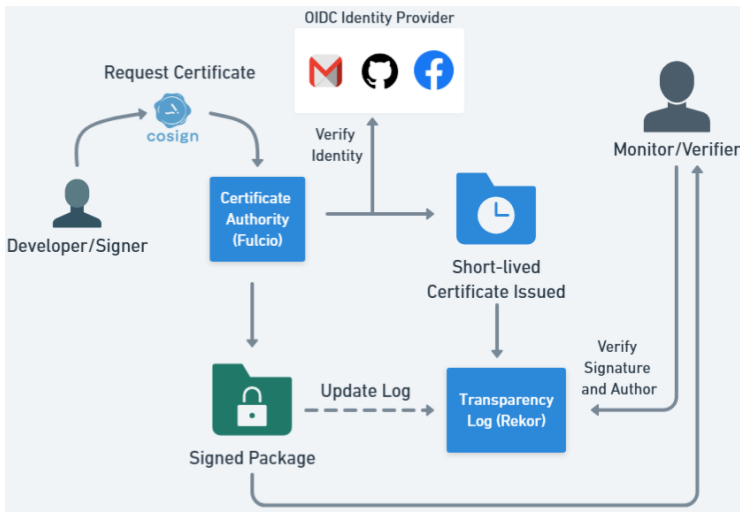 OIDC Identity Provider
Request Certificate
cosign
Verify
Identity
Monitor/Verifier
Certificate
Authority
(Fulcio)
Developer/Signer
Short-lived
Certificate Issued
Verify
Signature
and Author
Update Log
Transparency
Log (Rekor)
Signed Package